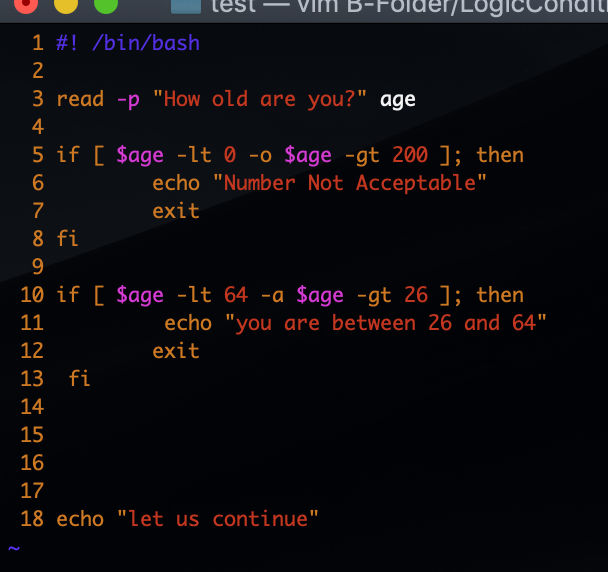 test — vim B-Folder/LogicConditi
1 #! /bin/bash
2
3 read -p "How old are you?" age
4
5 if [ $age -lt 0 -o $age -gt 200 ]; then
6         echo "Number Not Acceptable"
7         exit
8 fi
9
10 if [ $age -lt 64 -a $age -gt 26 ]; then
11          echo "you are between 26 and 64"
12         exit
13  fi
14
15
16
17
18 echo "let us continue"
~